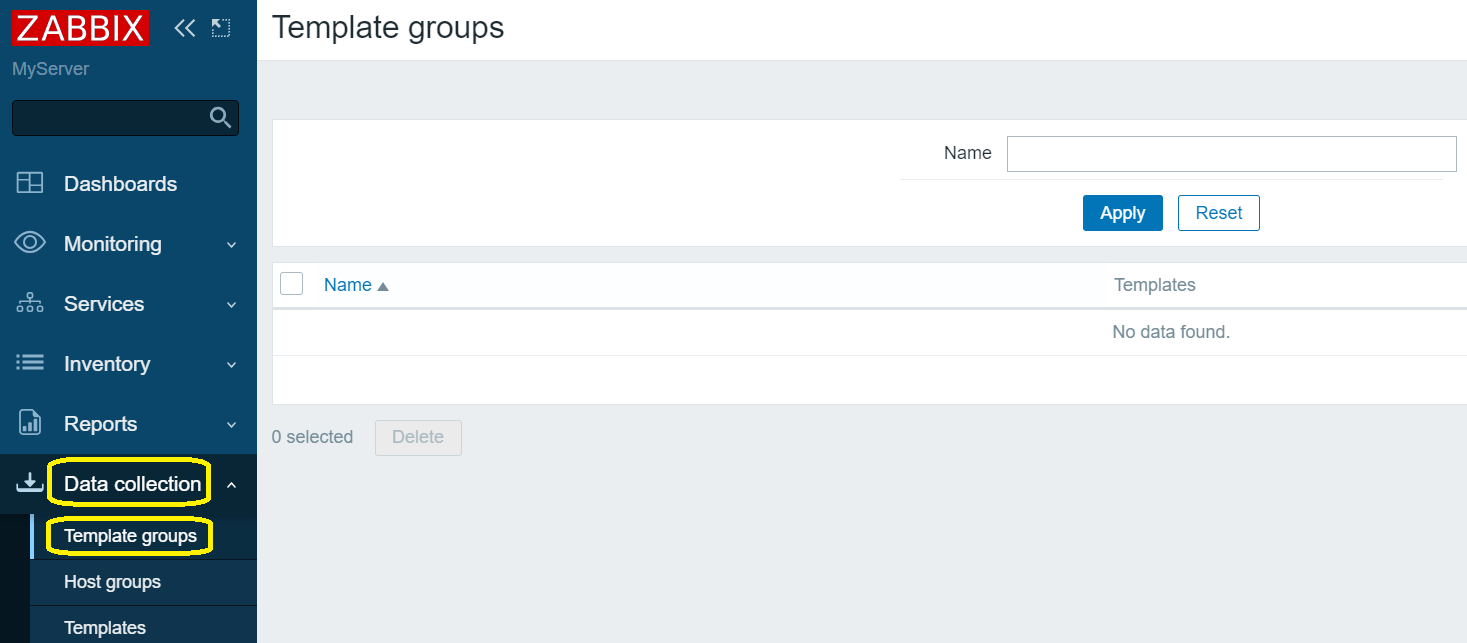 ZABBIX
MyServer
Dashboards
Monitoring
Services
Inventory
Reports
Data collection
Template groups
Host groups
Templates
Template groups
Name
Apply Reset
Name Templates
No data found.
0 selected Delete